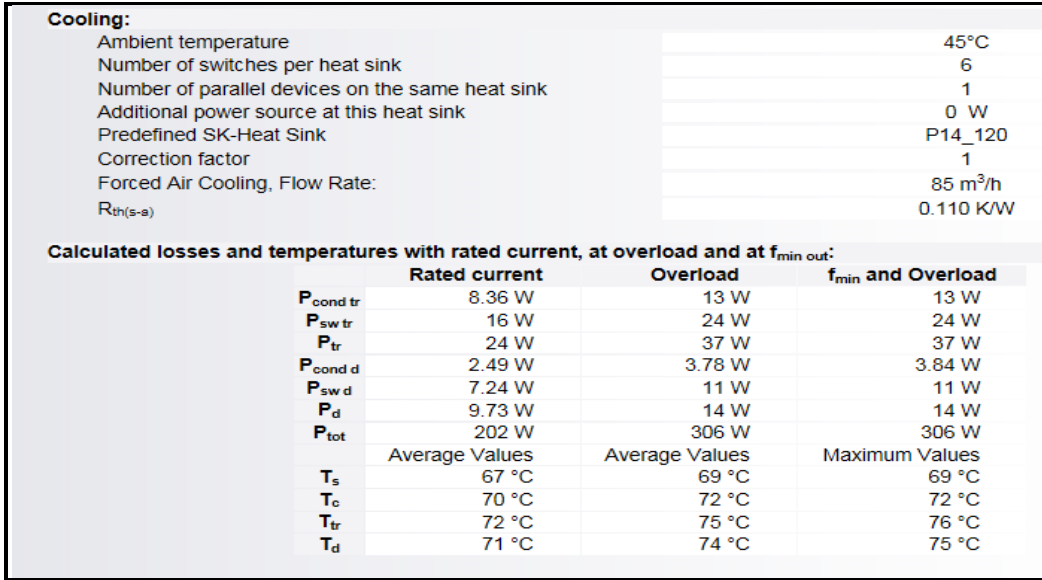 Cooling:
Ambient temperature 45°C
Number of switches per heat sink 6
Number of parallel devices on the same heat sink 1
Additional power source at this heat sink 0 W
Predefined SK-Heat Sink P14_120
Correction factor 1
Forced Air Cooling, Flow Rate: 85 m³/h
Rth(s-a) 0.110 K/W
Calculated losses and temperatures with rated current, at overload and at fmin out:
Rated current Overload fmin and Overload
Pcond tr 8.36 W 13 W 13 W
Psw tr 16 W 24 W 24 W
Ptr 24 W 37 W 37 W
Pcond d 2.49 W 3.78 W 3.84 W
Psw d 7.24 W 11 W 11 W
Pd 9.73 W 14 W 14 W
Ptot 202 W 306 W 306 W
Average Values Average Values Maximum Values
Ts 67 °C 69 °C 69 °C
Tc 70 °C 72 °C 72 °C
Ttr 72 °C 75 °C 76 °C
Td 71 °C 74 °C 75 °C